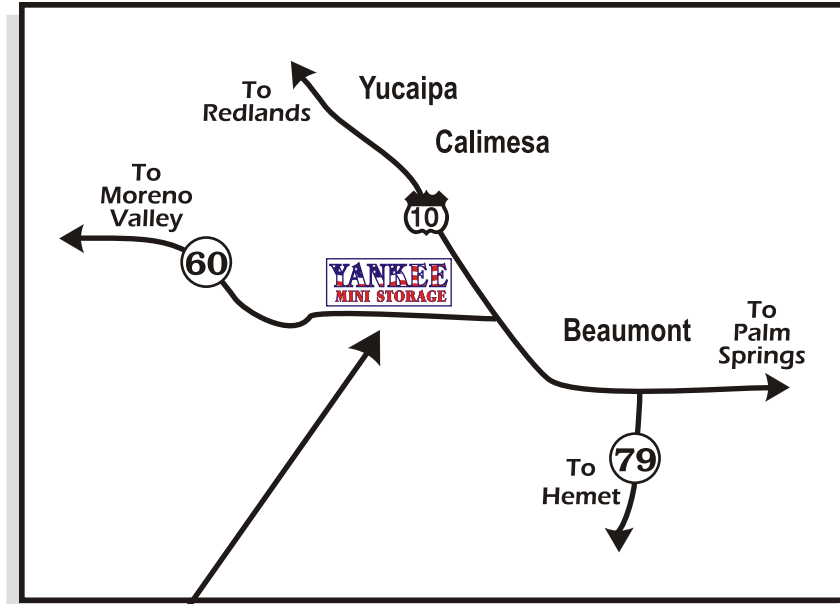 To
Redlands
Yucaipa
Calimesa
To
Moreno
Valley
10
60
YANKEE
MINI STORAGE
Beaumont
To
Palm
Springs
79
To
Hemet